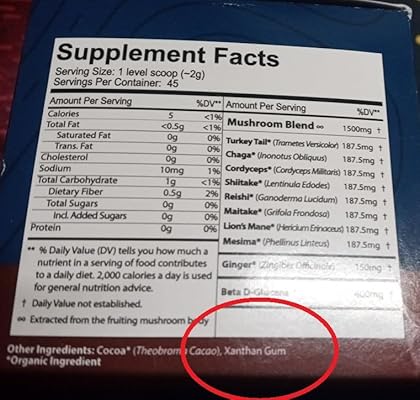 Supplement Facts
Serving Size: 1 level scoop (~2g)
Servings Per Container: 45
Amount Per Serving %DV**
Calories 5 <1%
Total Fat <0.5g <1%
Saturated Fat 0g 0%
Trans. Fat 0g 0%
Cholesterol 0g 0%
Sodium 10mg 1%
Total Carbohydrate 1g <1%
Dietary Fiber 0.5g 2%
Total Sugars 0g 0%
Incl. Added Sugars 0g 0%
Protein 0g 0%
** % Daily Value (DV) tells you how much a
nutrient in a serving of food contributes
to a daily diet. 2,000 calories a day is used
for general nutrition advice.
† Daily Value not established.
∞ Extracted from the fruiting mushroom body
Amount Per Serving %DV**
Mushroom Blend ∞ 1500mg †
Turkey Tail* (Trametes Versicolor) 187.5mg †
Chaga* (Inonotus Obliquus) 187.5mg †
Cordyceps* (Cordyceps Militaris) 187.5mg †
Shiitake* (Lentinula Edodes) 187.5mg †
Reishi* (Ganoderma Lucidum) 187.5mg †
Maitake* (Grifola Frondosa) 187.5mg †
Lion's Mane* (Hericium Erinaceus) 187.5mg †
Mesima* (Phellinus Linteus) 187.5mg †
Ginger* (Zingiber Officinale) 150mg †
Beta D-Glucans †
Other Ingredients: Cocoa* (Theobroma Cacao), Xanthan Gum
*Organic Ingredient